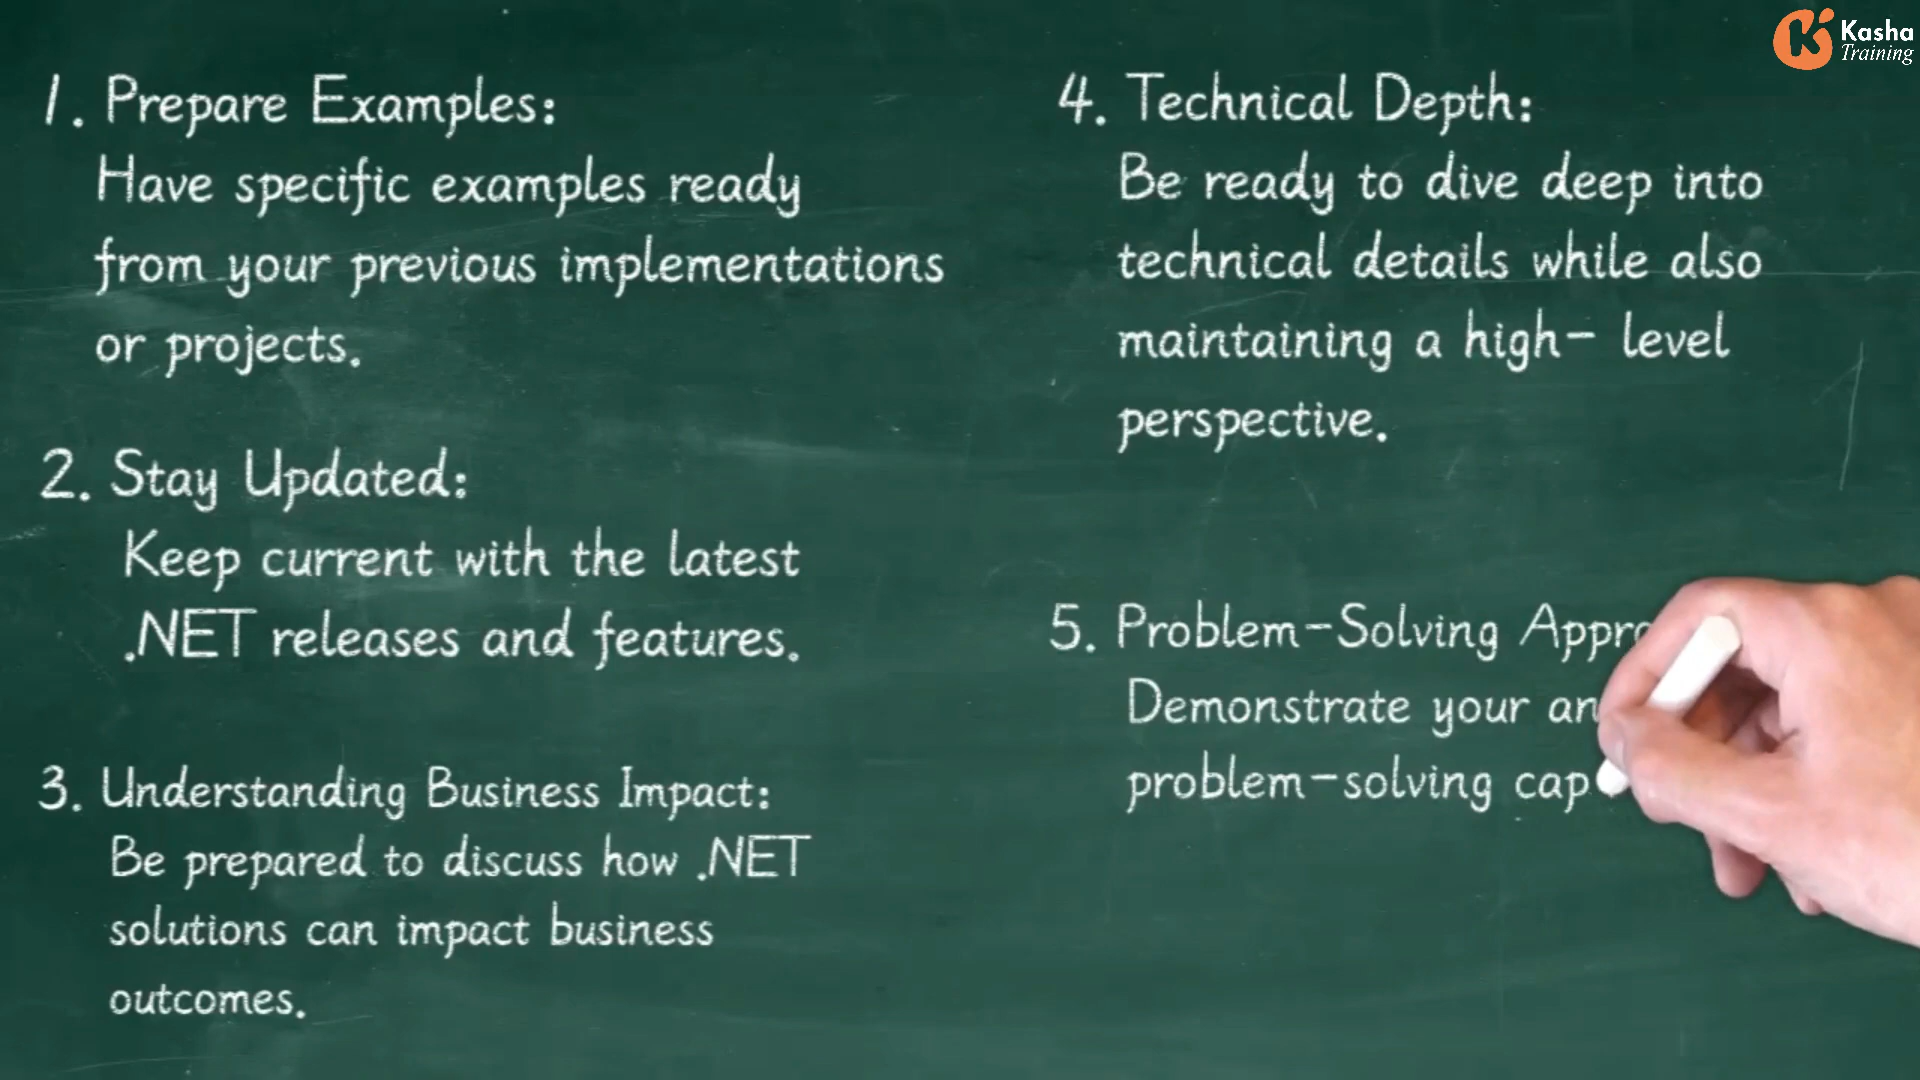 Kasha
Training
1. Prepare Examples:
Have specific examples ready
from your previous implementations
or projects.
2. Stay Updated:
Keep current with the latest
.NET releases and features.
3. Understanding Business Impact:
Be prepared to discuss how .NET
solutions can impact business
outcomes.
4. Technical Depth:
Be ready to dive deep into
technical details while also
maintaining a high- level
perspective.
5. Problem-Solving
Demonstrate your
problem-solving